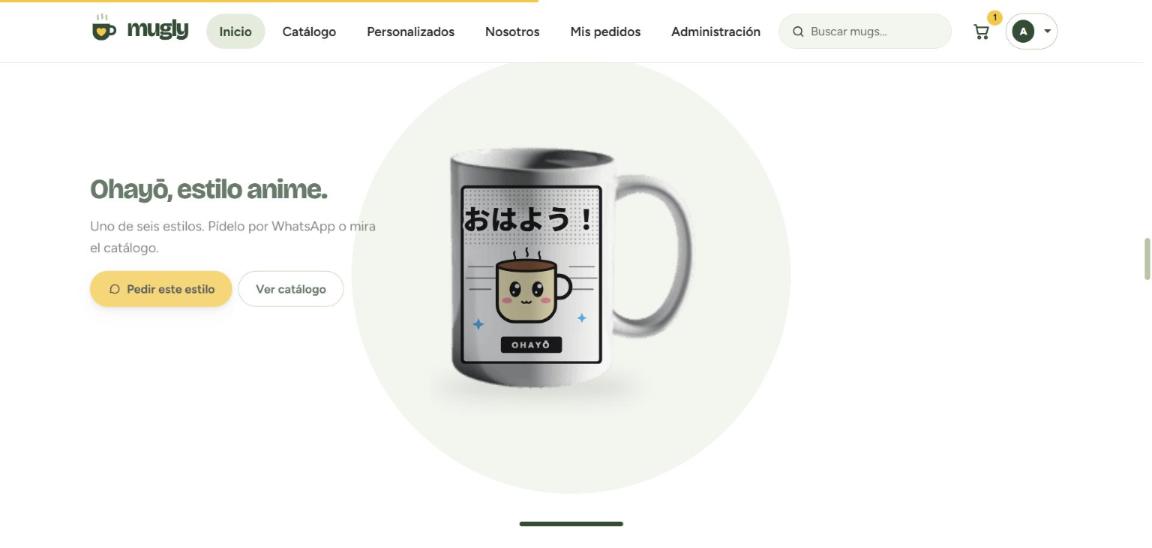 mugly
Inicio
Catálogo
Personalizados
Nosotros
Mis pedidos
Administración
Buscar mugs...
1
A
Ohayō, estilo anime.
Uno de seis estilos. Pídelo por WhatsApp o mira
el catálogo.
Pedir este estilo
Ver catálogo
おはよう！
OHAYŌ